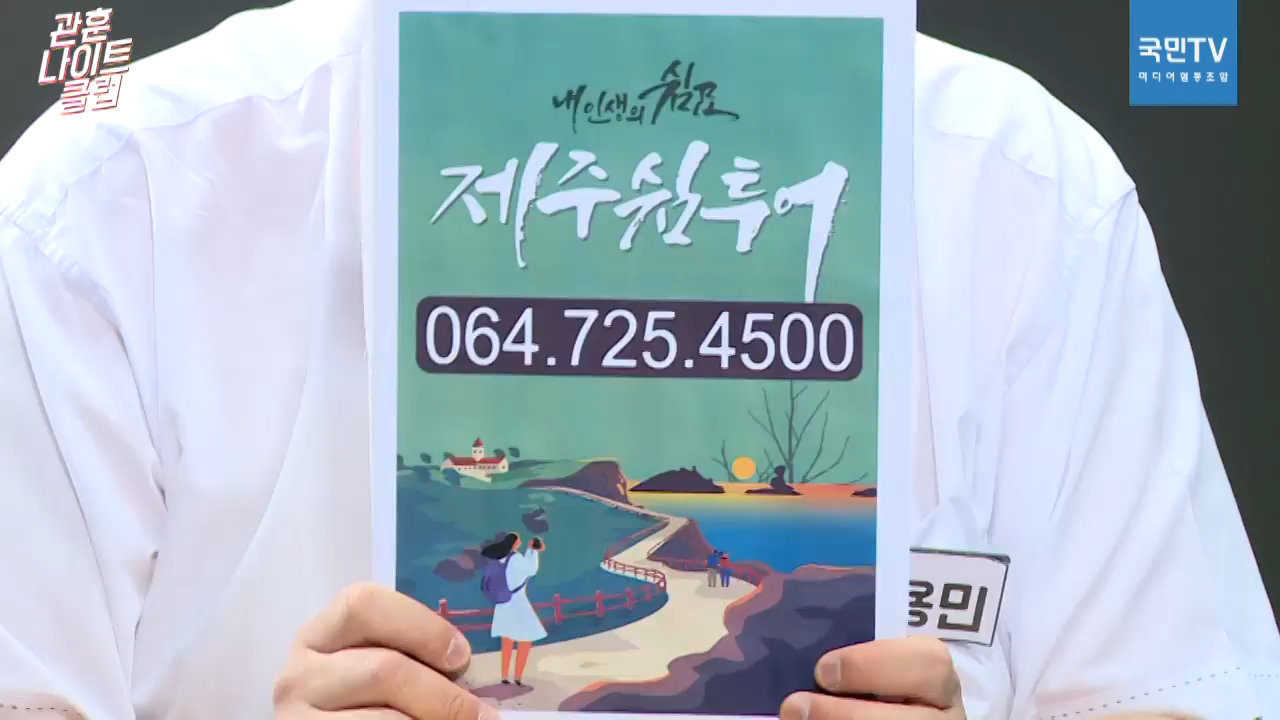 관훈
나이트
클럽
국민TV
미디어협동조합
내 인생의 쉼표
제주쉼투어
064.725.4500
용민